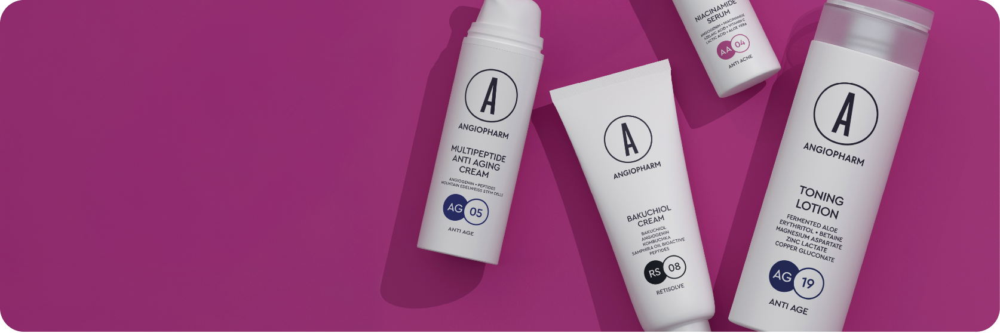 A
ANGIOPHARM
MULTIPEPTIDE
ANTI AGING
CREAM
ANGIOGENIN • PEPTIDES
MOUNTAIN EDELWEISS STEM CELLS
AG 05
ANTI AGE
A
ANGIOPHARM
BAKUCHIOL
CREAM
BAKUCHIOL
ANGIOGENIN
KOMBUCHKA
SAMPHIRA OIL BIOACTIVE
PEPTIDES
RS 08
RETISOLVE
NIACINAMIDE
SERUM
ANGIOGENIN • NIACINAMIDE
AZELAIC ACID • VITAMIN C
LACTIC ACID • ALOE VERA
AA 04
ANTI ACNE
A
ANGIOPHARM
TONING
LOTION
FERMENTED ALOE
ERYTHRITOL • BETAINE
MAGNESIUM ASPARTATE
ZINC LACTATE
COPPER GLUCONATE
AG 19
ANTI AGE